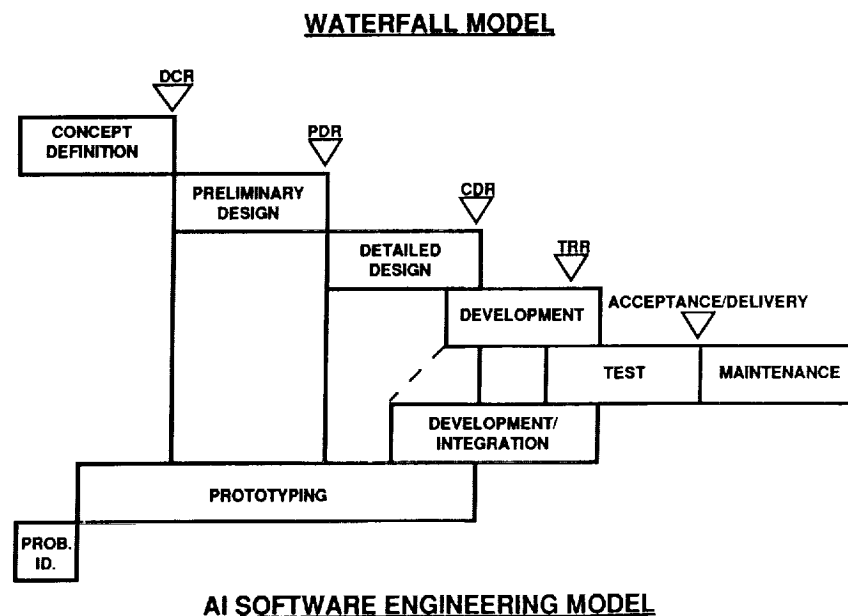 WATERFALL MODEL
DCR
CONCEPT
DEFINITION
PDR
PRELIMINARY
DESIGN
CDR
DETAILED
DESIGN
TRR
DEVELOPMENT
ACCEPTANCE/DELIVERY
TEST
MAINTENANCE
DEVELOPMENT/
INTEGRATION
PROTOTYPING
PROB.
ID.
AI SOFTWARE ENGINEERING MODEL